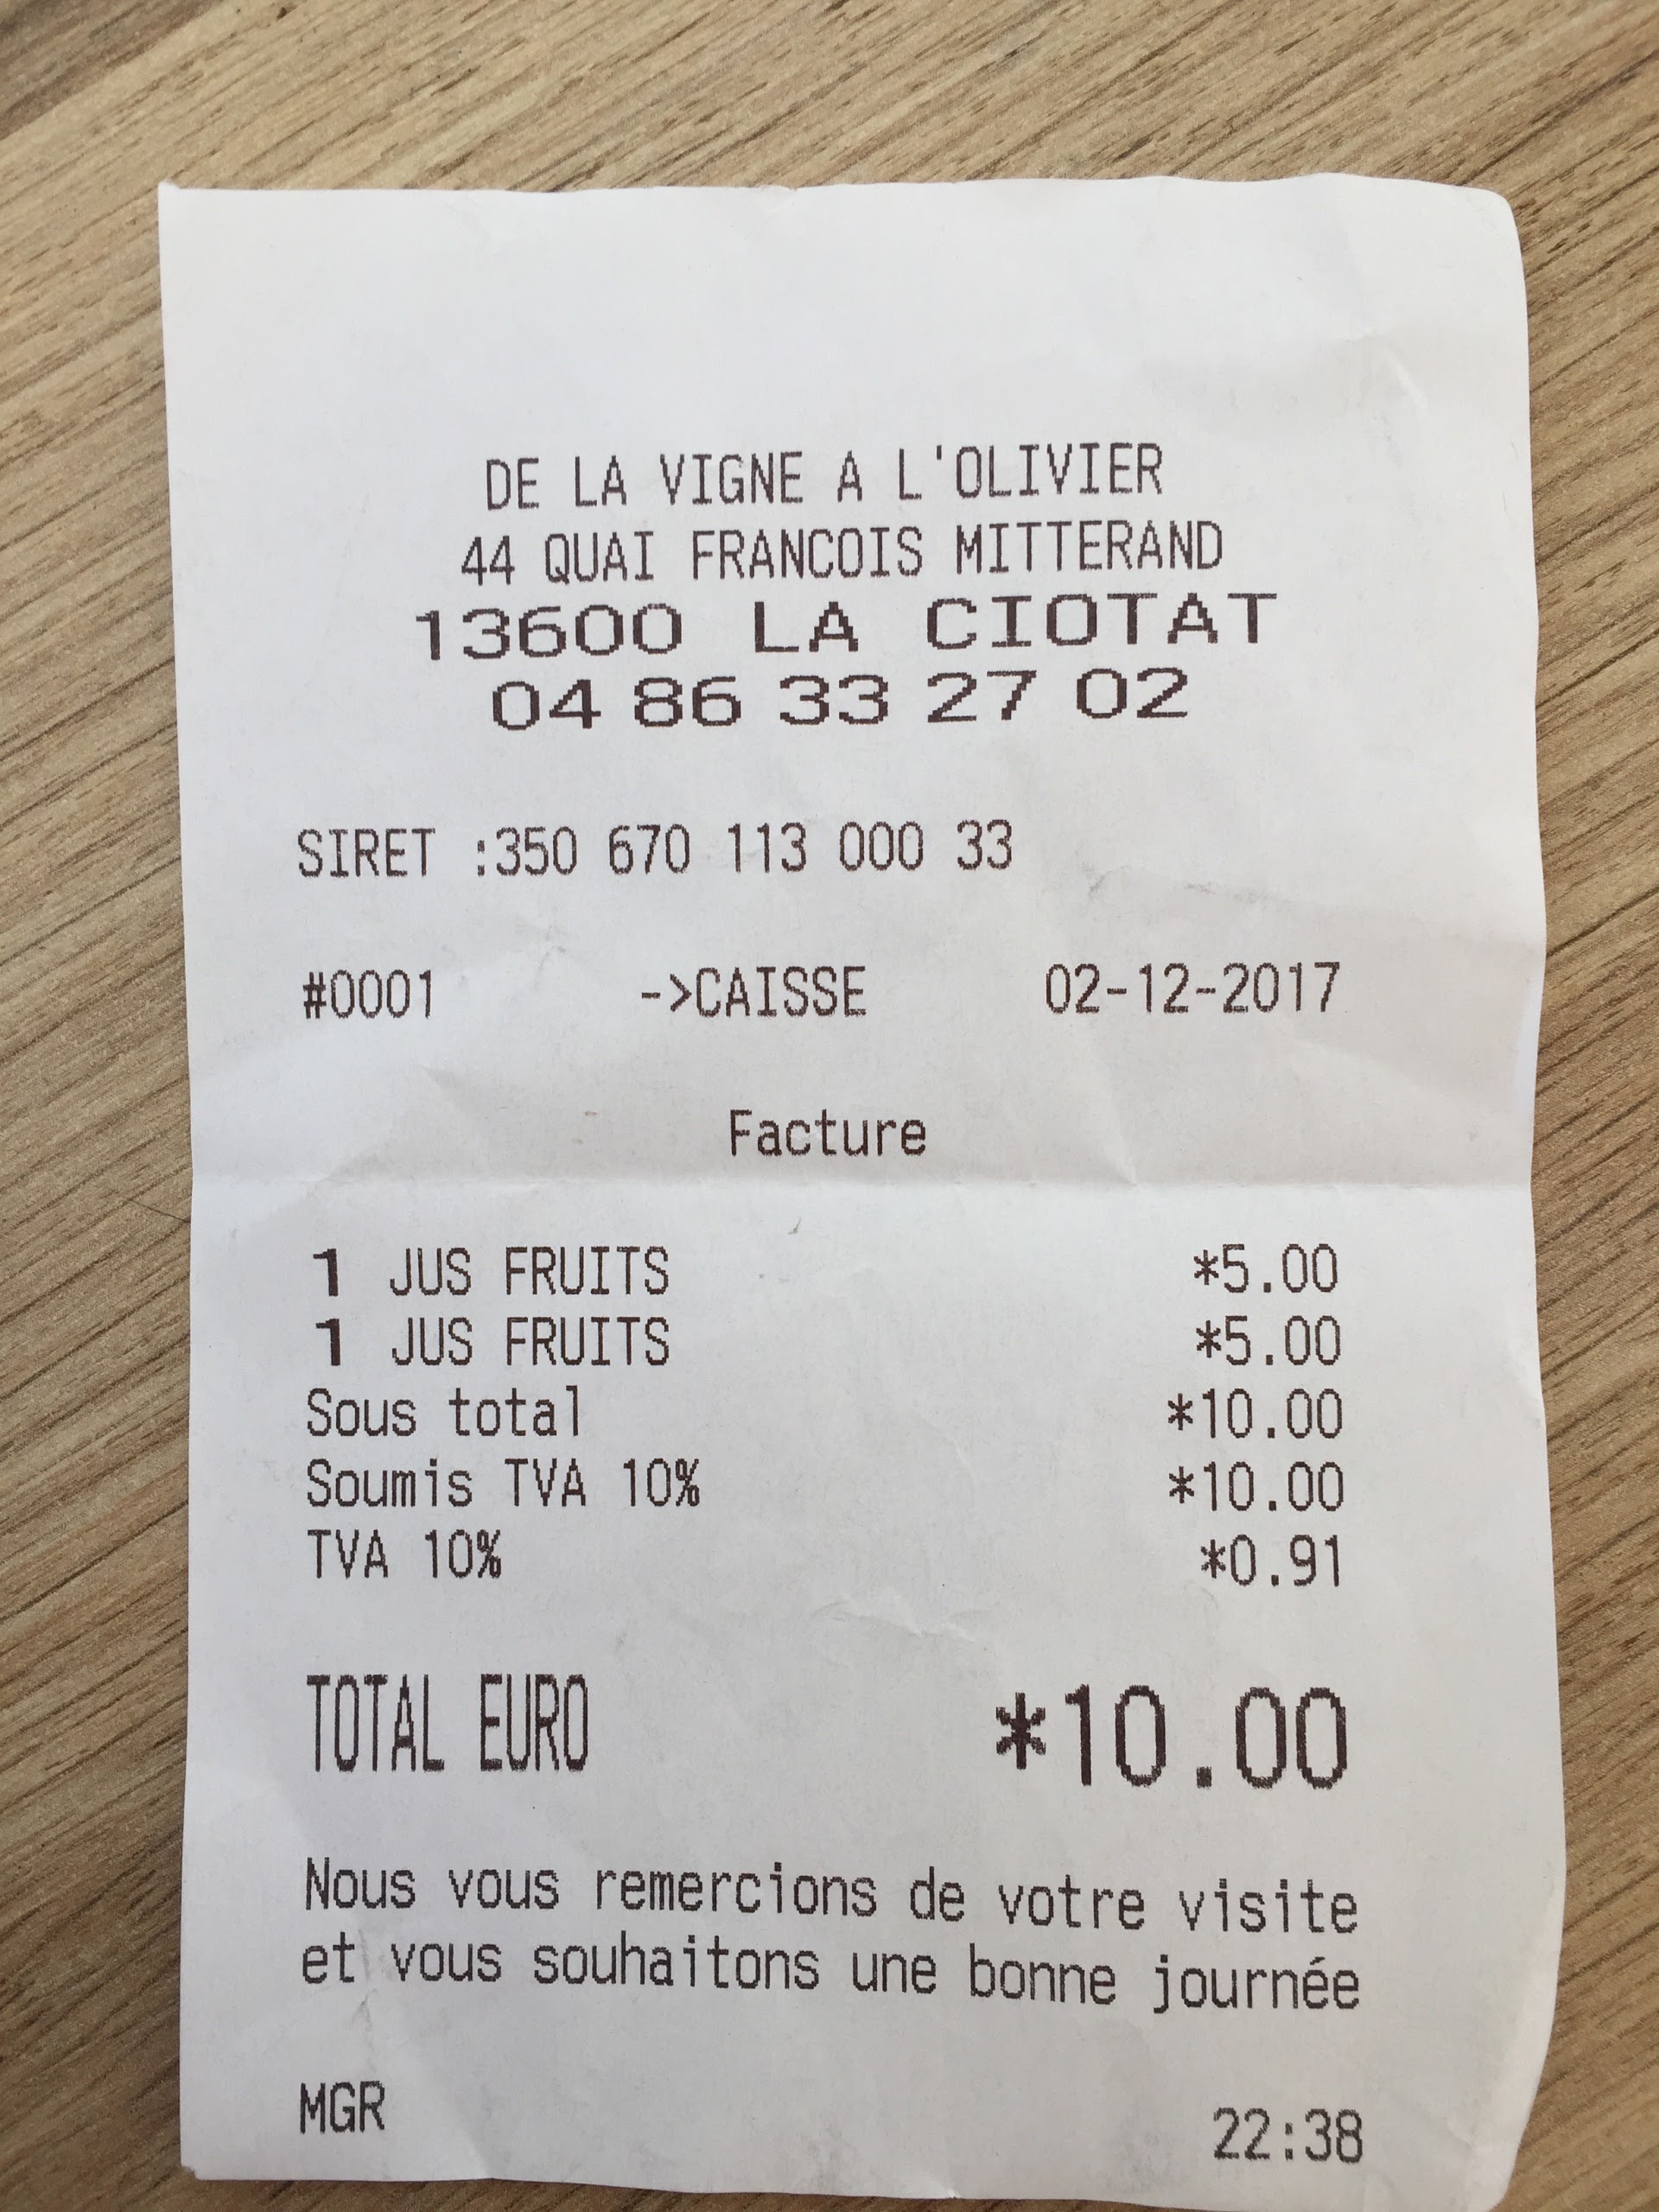 DE LA VIGNE A L'OLIVIER
44 QUAI FRANCOIS MITTERAND
13600 LA CIOTAT
04 86 33 27 02
SIRET :350 670 113 000 33
#0001 ->CAISSE 02-12-2017
Facture
1 JUS FRUITS *5.00
1 JUS FRUITS *5.00
Sous total *10.00
Soumis TVA 10% *10.00
TVA 10% *0.91
TOTAL EURO *10.00
Nous vous remercions de votre visite
et vous souhaitons une bonne journée
MGR 22:38